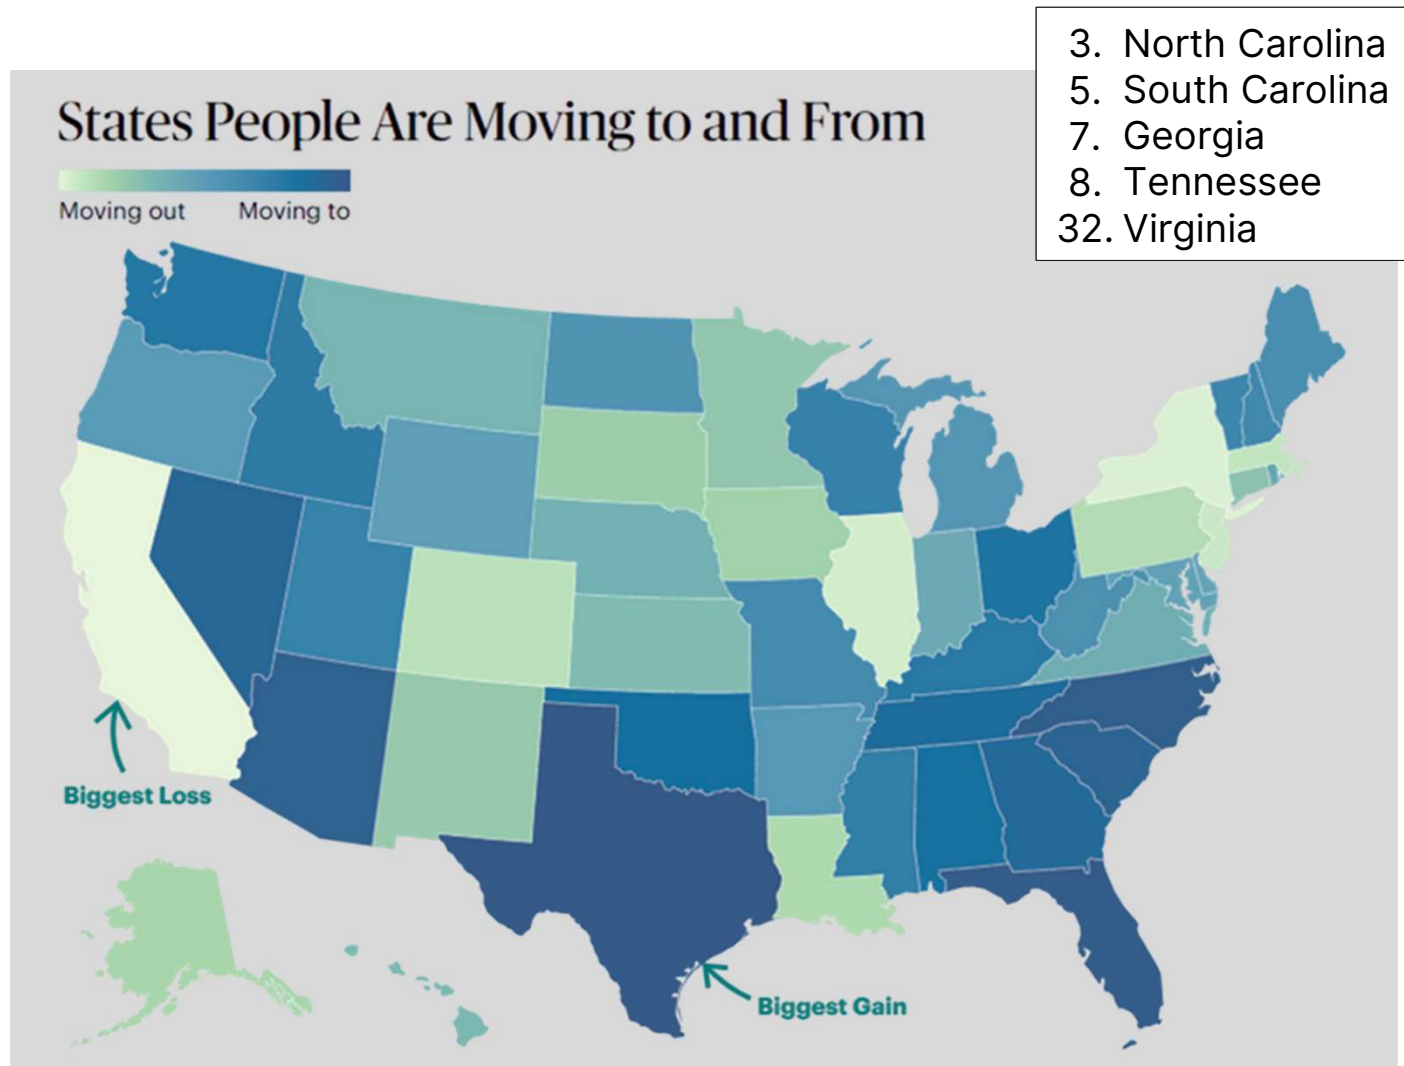 3. North Carolina
5. South Carolina
7. Georgia
8. Tennessee
32. Virginia
States People Are Moving to and From
Moving out Moving to
Biggest Loss
Biggest Gain